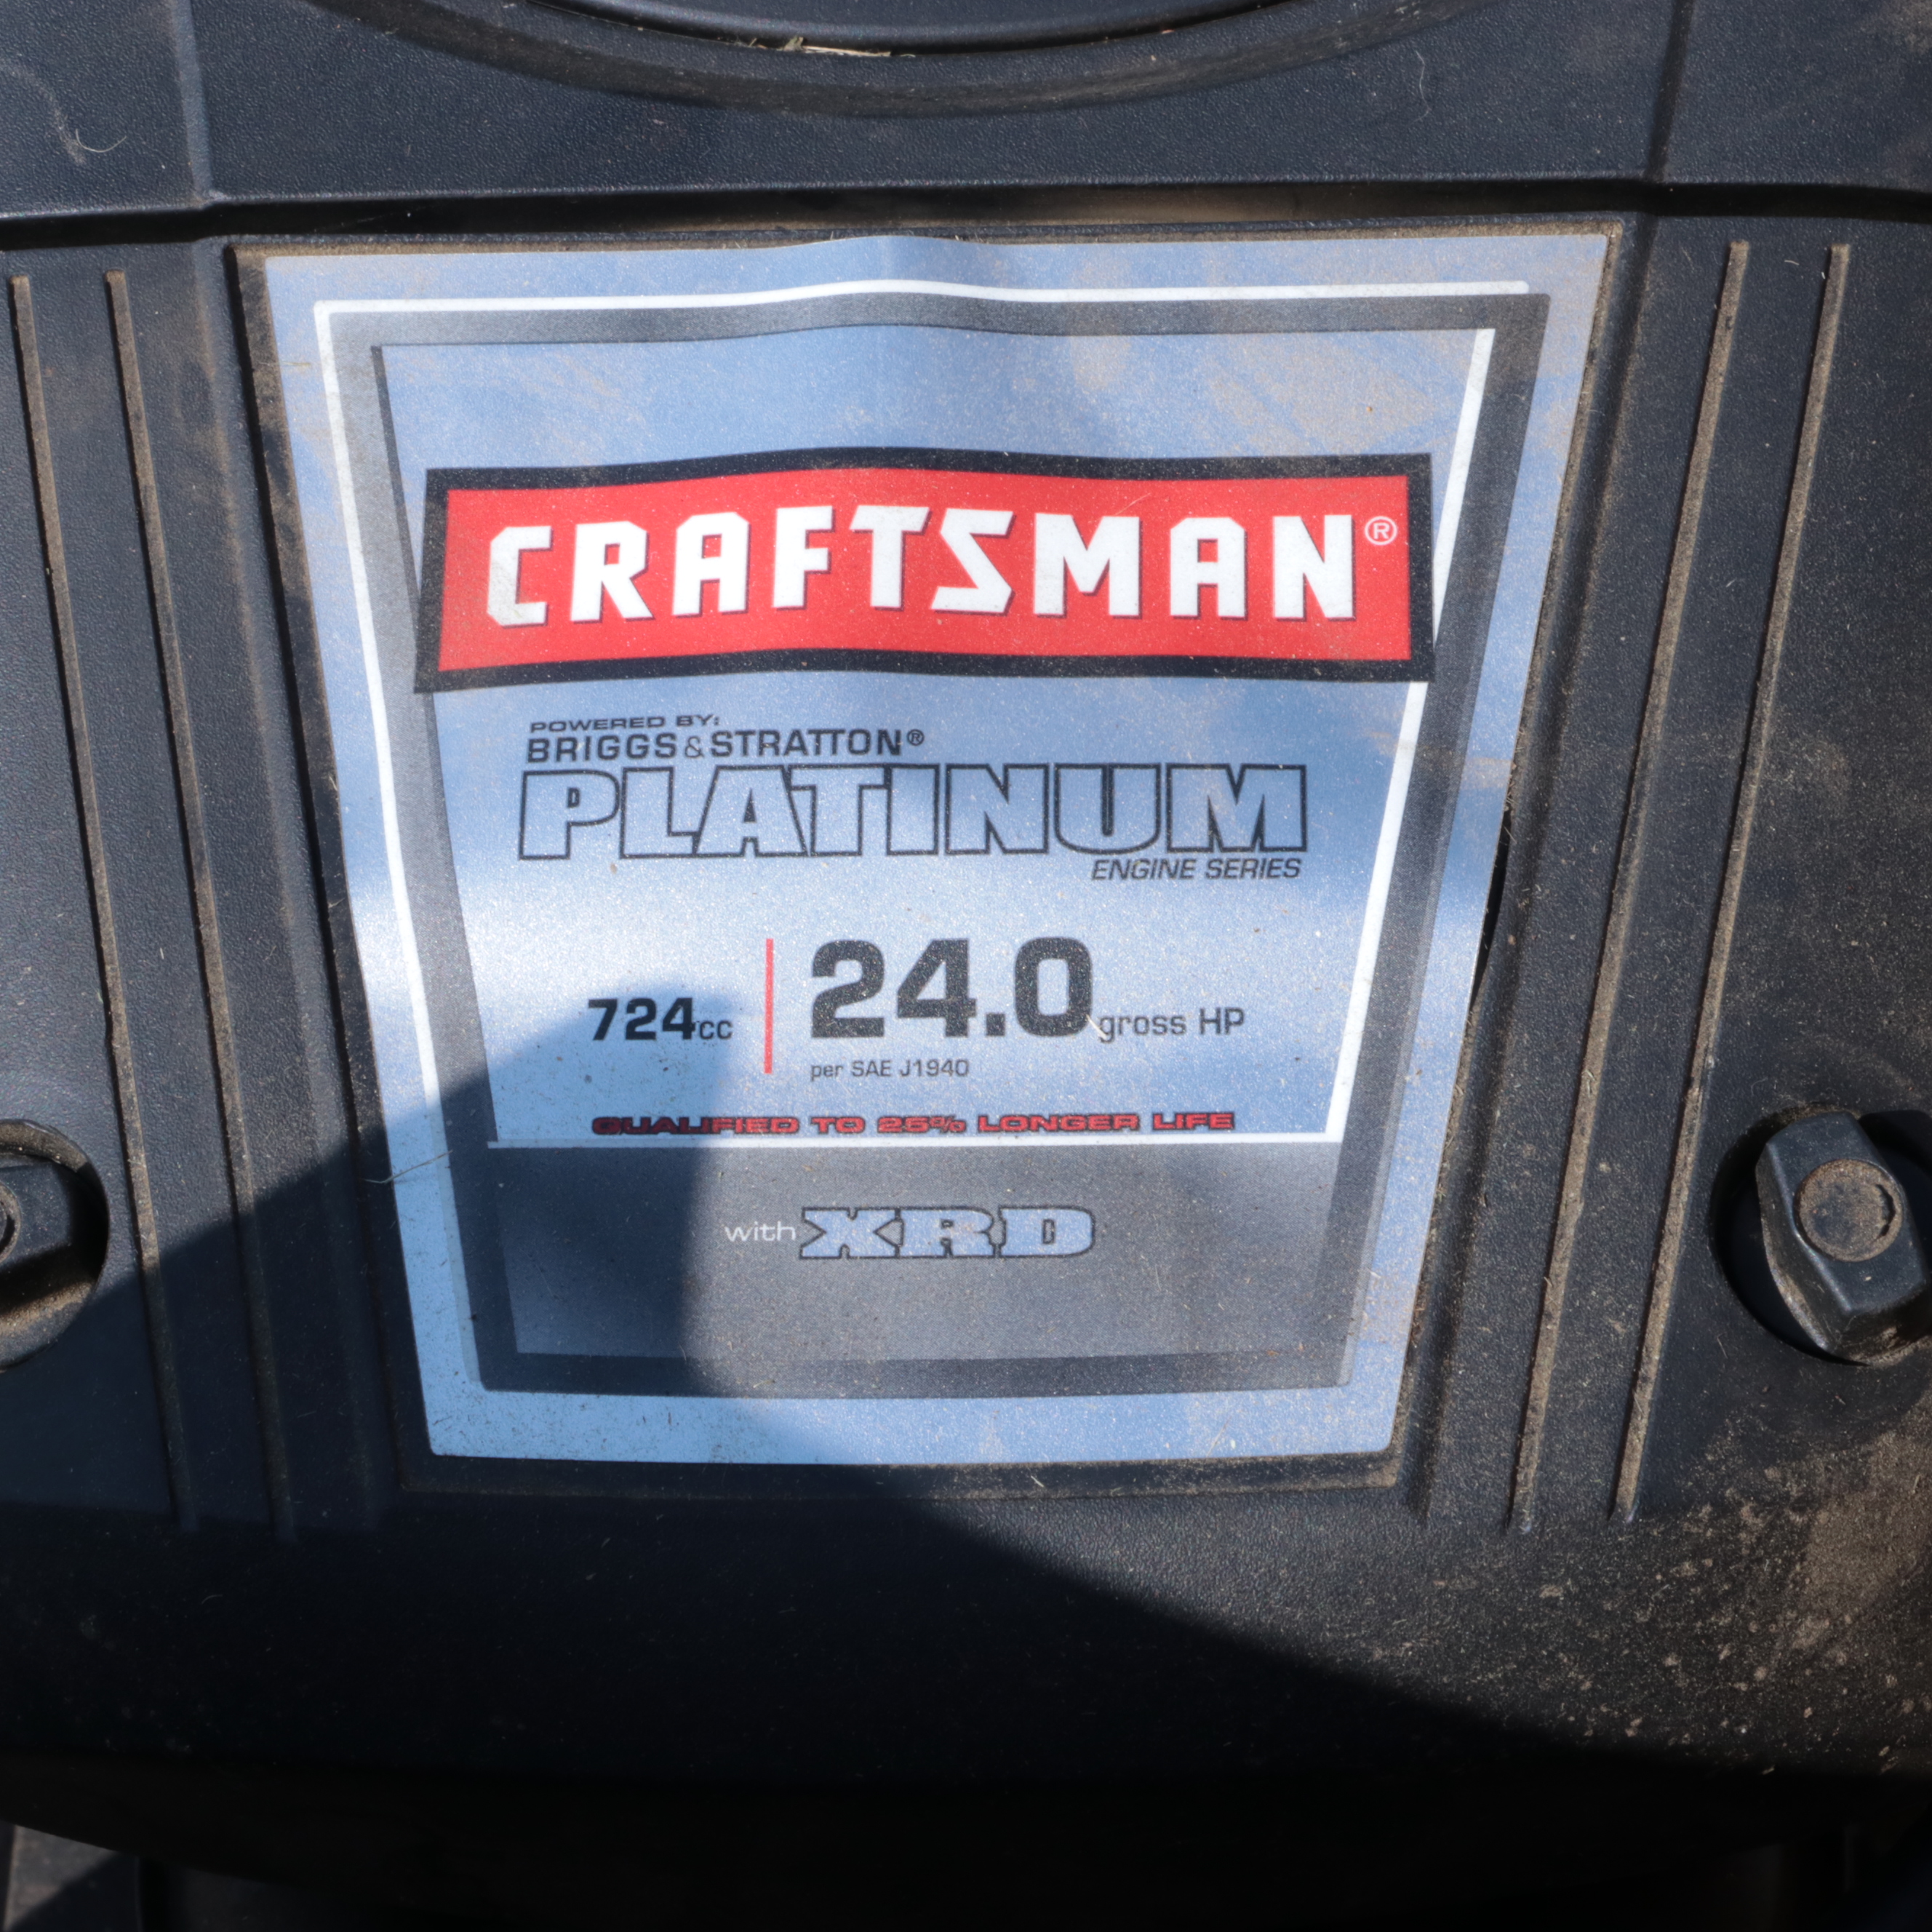 CRAFTSMAN®
POWERED BY:
BRIGGS & STRATTON®
PLATINUM
ENGINE SERIES
724cc
24.0 gross HP
per SAE J1940
QUALIFIED TO 25% LONGER LIFE
with XRD